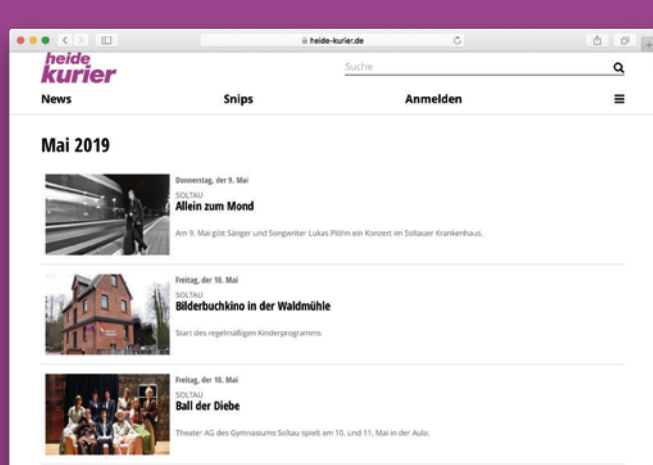 heide-kurier.de
heide
kurier
Suche
News Snips Anmelden
Mai 2019
Donnerstag, der 9. Mai
SOLTAU
Allein zum Mond
Am 9. Mai gibt Sänger und Songwriter Lukas Plöhn ein Konzert im Soltauer Krankenhaus.
Freitag, der 10. Mai
SOLTAU
Bilderbuchkino in der Waldmühle
Start des regelmäßigen Kinderprogramms
Freitag, der 10. Mai
SOLTAU
Ball der Diebe
Theater AG des Gymnasiums Soltau spielt am 10. und 11. Mai in der Aula.